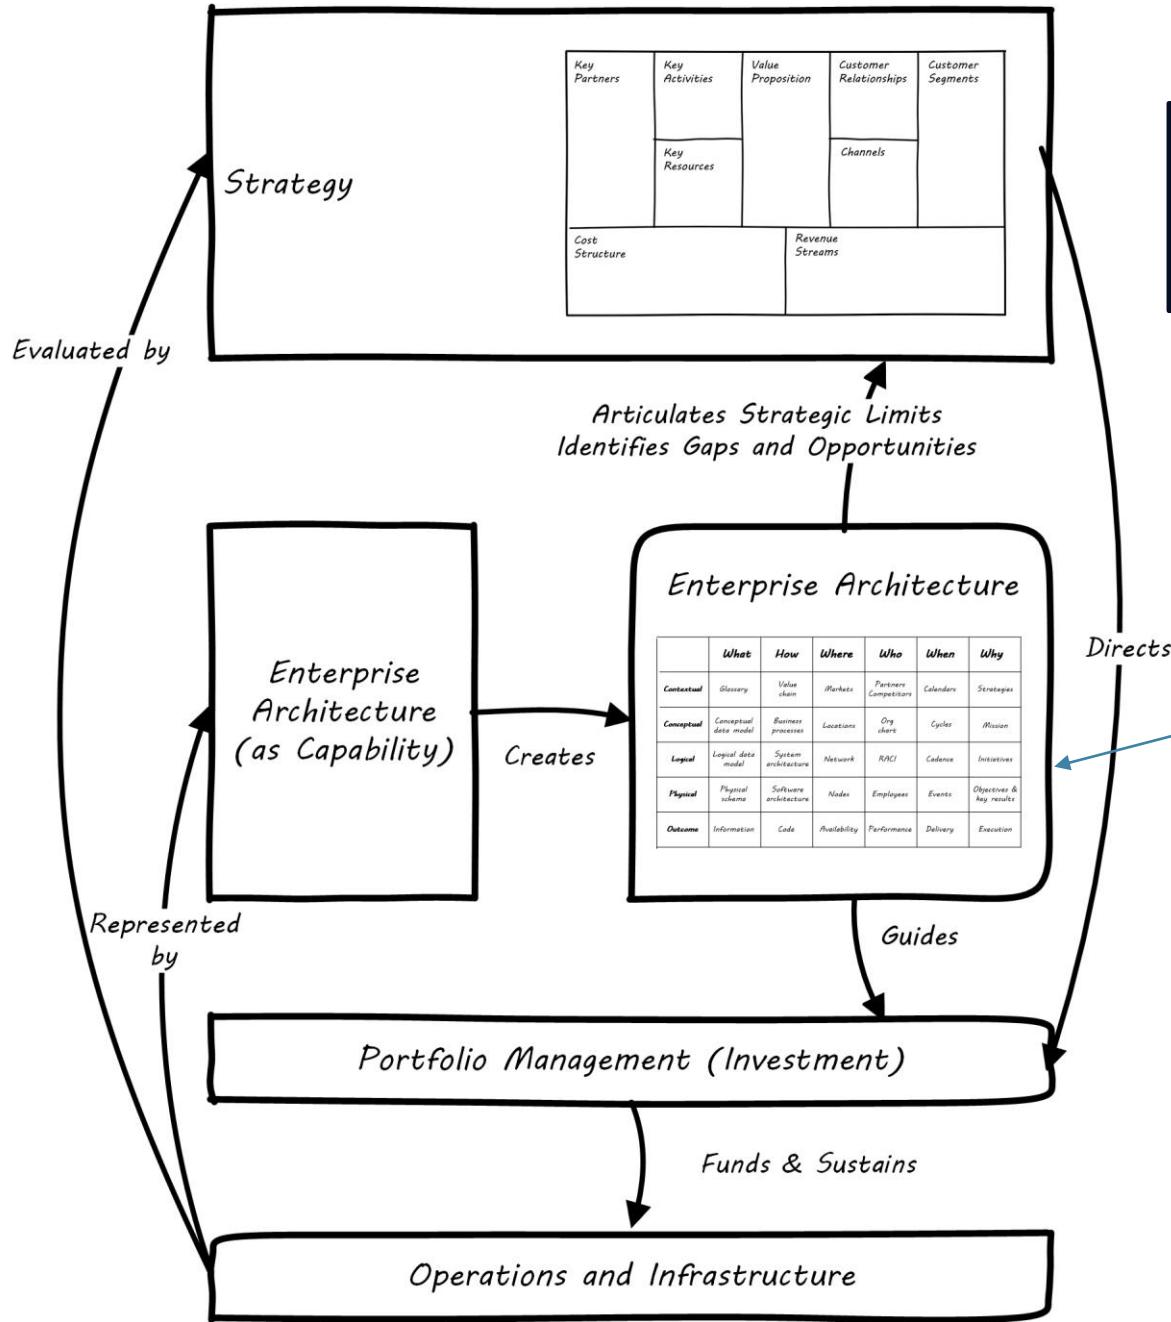 Key
Partners
Key
Activities
Value
Proposition
Customer
Relationships
Customer
Segments
Key
Resources
Channels
Strategy
Cost
Structure
Revenue
Streams
Evaluated by
Articulates Strategic Limits
Identifies Gaps and Opportunities
Directs
Enterprise
Architecture
(as Capability)
Creates
Enterprise Architecture
What How Where Who When Why
Contextual Glossary Value chain Markets Partners Competitors Calendars Strategies
Conceptual Conceptual data model Business processes Locations Org chart Cycles Mission
Logical Logical data model System architecture Network RACI Cadence Initiatives
Physical Physical schema Software architecture Nodes Employees Events Objectives & key results
Outcome Information Code Availability Performance Delivery Execution
Represented
by
Guides
Portfolio Management (Investment)
Funds & Sustains
Operations and Infrastructure